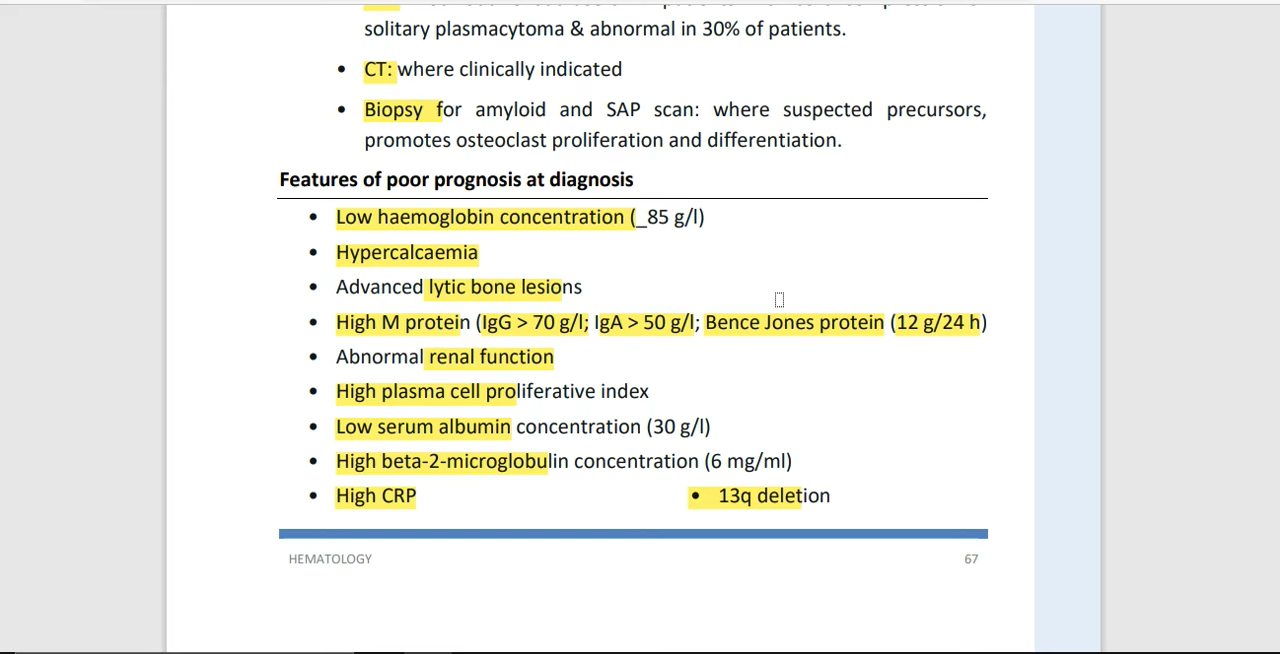 solitary plasmacytoma & abnormal in 30% of patients.
• CT: where clinically indicated
• Biopsy for amyloid and SAP scan: where suspected precursors,
promotes osteoclast proliferation and differentiation.
Features of poor prognosis at diagnosis
• Low haemoglobin concentration (_85 g/l)
• Hypercalcaemia
• Advanced lytic bone lesions
• High M protein (IgG > 70 g/l; IgA > 50 g/l; Bence Jones protein (12 g/24 h)
• Abnormal renal function
• High plasma cell proliferative index
• Low serum albumin concentration (30 g/l)
• High beta-2-microglobulin concentration (6 mg/ml)
• High CRP • 13q deletion
HEMATOLOGY 67